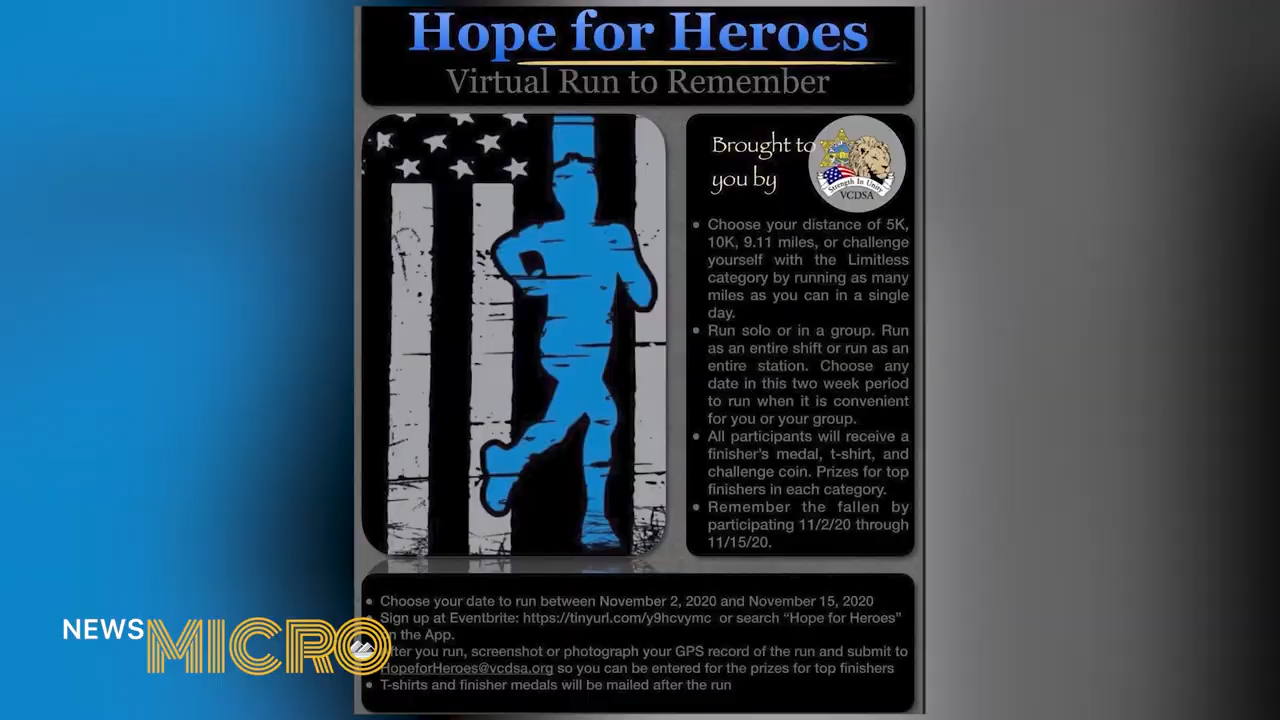 Hope for Heroes
Virtual Run to Remember
Brought to
you by
Strength In Unity
VCDSA
• Choose your distance of 5K,
10K, 9.11 miles, or challenge
yourself with the Limitless
category by running as many
miles as you can in a single
day.
• Run solo or in a group. Run
as an entire shift or run as an
entire station. Choose any
date in this two week period
to run when it is convenient
for you or your group.
• All participants will receive a
finisher's medal, t-shirt, and
challenge coin. Prizes for top
finishers in each category.
• Remember the fallen by
participating 11/2/20 through
11/15/20.
• Choose your date to run between November 2, 2020 and November 15, 2020
• Sign up at Eventbrite: https://tinyurl.com/y9hcvymc or search “Hope for Heroes”
on the App.
After you run, screenshot or photograph your GPS record of the run and submit to
HopeforHeroes@vcdsa.org so you can be entered for the prizes for top finishers
• T-shirts and finisher medals will be mailed after the run
NEWS
MICRO